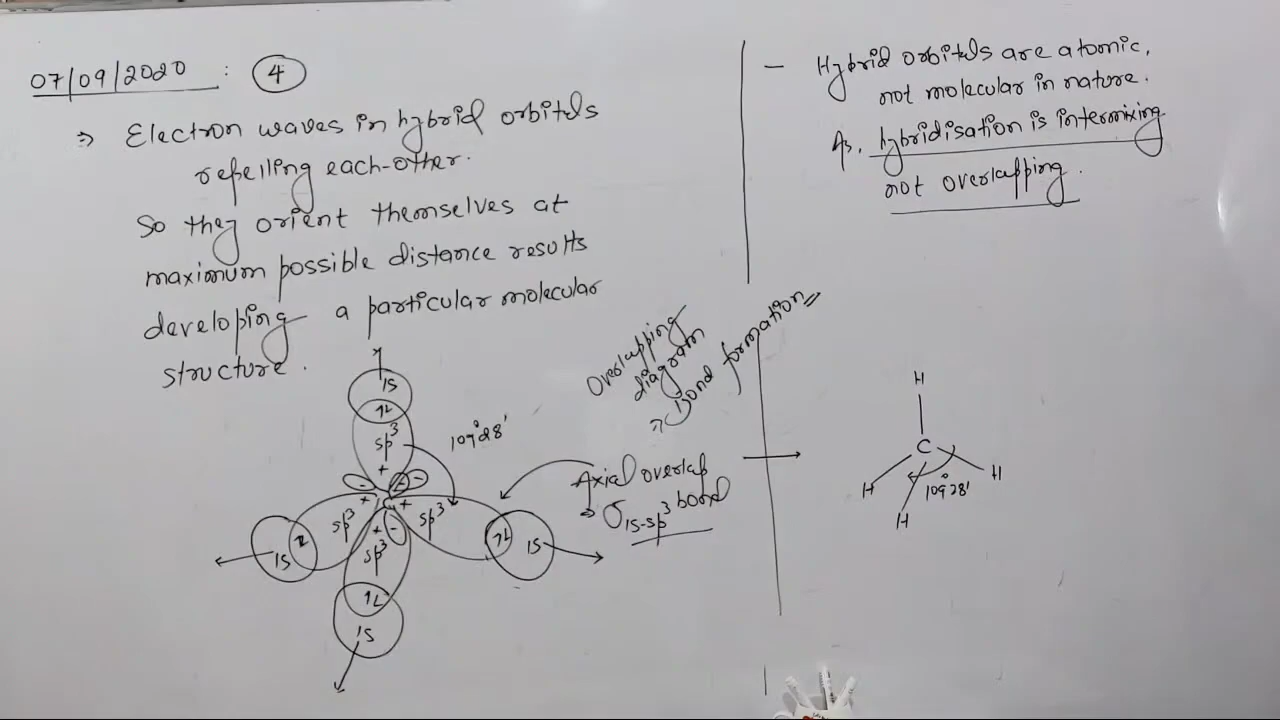 07/09/2020 : 4
⇒ Electron waves in hybrid orbitals
repelling each-other.
So they orient themselves at
maximum possible distance results
developing a particular molecular
structure.
1S
1L
sp³
109°28'
+
-
-
+
C
+
sp³
+
-
sp³
sp³
1S
1L
1S
1L
1S
Overlapping
diagram
⇒ Bond formation
Axial overlap
⇒ σ1S-sp³ bond
- Hybrid orbitals are atomic,
not molecular in nature.
As. hybridisation is intermixing
not overlapping.
H
C
H
H
H
109°28'